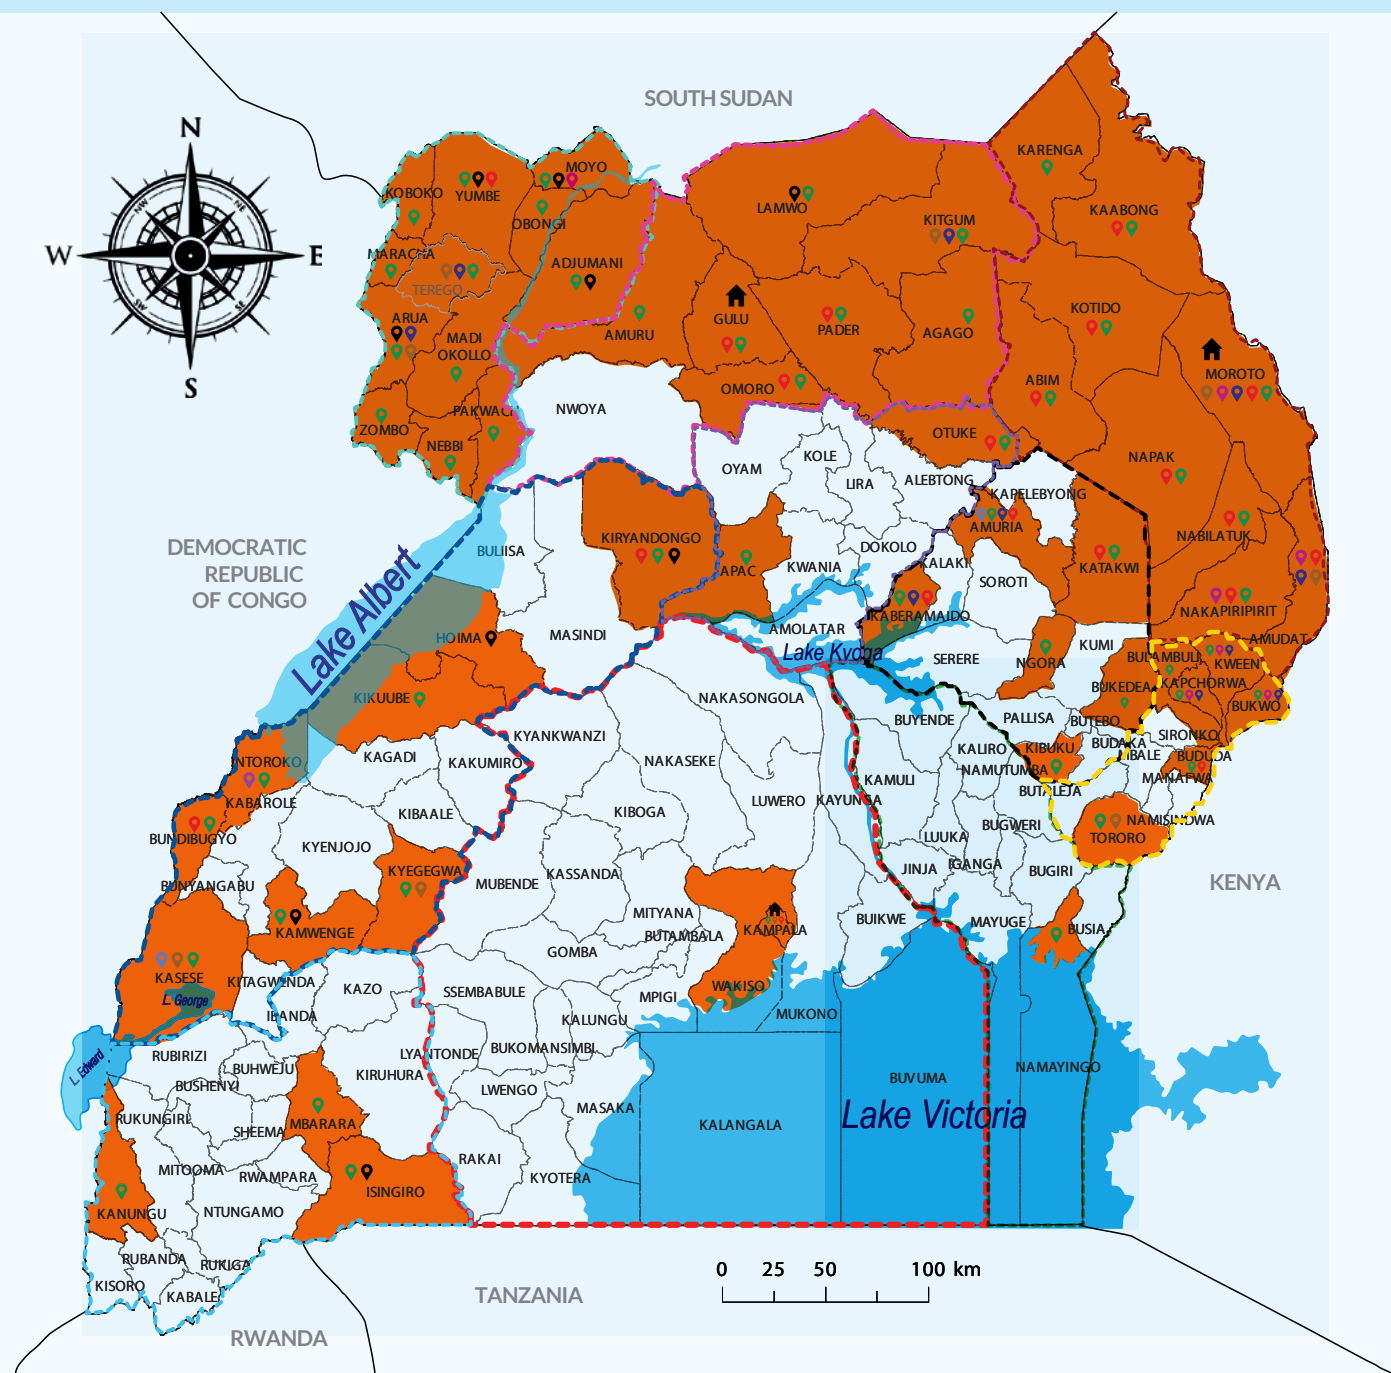 SOUTH SUDAN
N
NW
NE
W
E
SW
SE
S
KARENGA
MOYO
KOBOKO
YUMBE
LAMWO
KAABONG
OBONGI
KITGUM
MARACHA
ADJUMANI
TEREGO
KOTIDO
ARUA
GULU
PADER
AGAGO
AMURU
MADI
OKOLLO
MOROTO
ABIM
OMORO
PAKWACH
NWOYA
ZOMBO
NEBBI
OTUKE
NAPAK
KOLE
OYAM
LIRA
ALEBTONG
KAPELEBYONG
AMURIA
NABILATUK
KIRYANDONGO
DEMOCRATIC
REPUBLIC
OF CONGO
BULIISA
DOKOLO
KALAKI
KATAKWI
APAC
KWANIA
SOROTI
Lake Albert
NAKAPIRIPIRIT
KABERAMAIDO
HOIMA
MASINDI
AMOLATAR
AMUDAT
KUMI
Lake Kyoga
SERERE
NGORA
BULAMBULI
KWEEN
KAPCHORWA
BUKEDEA
KIKUUBE
NAKASONGOLA
BUKWO
BUYENDE
PALLISA
BUTEBO
KYANKWANZI
SIRONKO
KALIRO
KIBUKU
BUDAKA
MBALE
BUDUDA
KAGADI
KAKUMIRO
NAKASEKE
NTOROKO
NAMUTUMBA
MANAFWA
KAMULI
BUTALEJA
KABAROLE
LUWERO
KAYUNGA
KIBAALE
KIBOGA
NAMISINDWA
BUGWERI
TORORO
BUNDIBUGYO
LUUKA
KYENJOJO
KYEGEGWA
KASSANDA
JINJA
IGANGA
BUGIRI
MUBENDE
KENYA
BUNYANGABU
MITYANA
BUIKWE
MAYUGE
BUSIA
KAMWENGE
BUTAMBALA
KAMPALA
GOMBA
KASESE
KITAGWENDA
KAZO
SSEMBABULE
WAKISO
L. George
MPIGI
IBANDA
KALUNGU
MUKONO
RUBIRIZI
LYANTONDE
BUKOMANSIMBI
L. Edward
BUHWEJU
KIRUHURA
NAMAYINGO
BUSHENYI
LWENGO
BUVUMA
MASAKA
RUKUNGIRI
SHEEMA
MBARARA
KALANGALA
Lake Victoria
RAKAI
MITOOMA
RWAMPARA
KYOTERA
ISINGIRO
KANUNGU
NTUNGAMO
RUBANDA
RUKIGA
0 25 50 100 km
KISORO
KABALE
TANZANIA
RWANDA